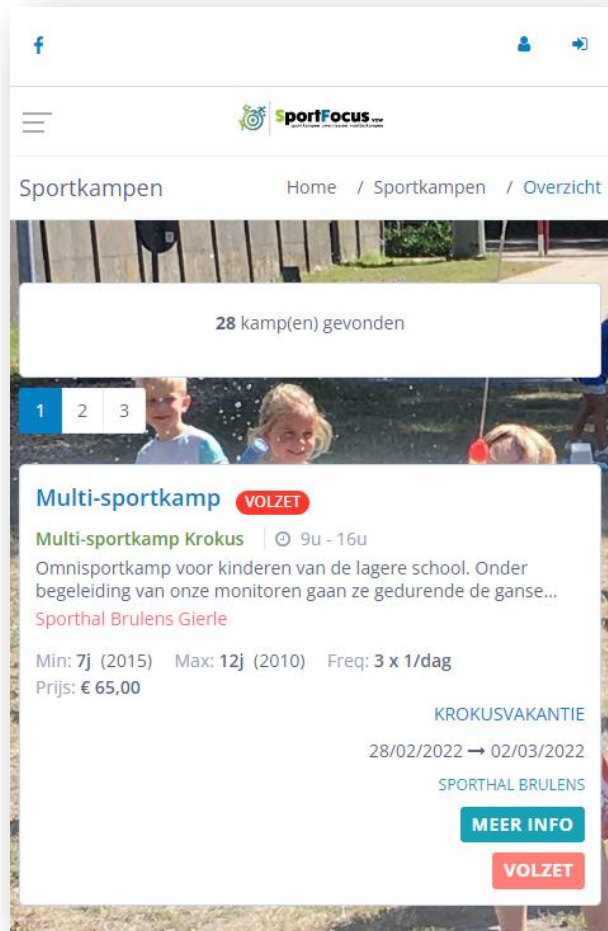 SportFocus vzw
Sportkampen
Home / Sportkampen / Overzicht
28 kamp(en) gevonden
1 2 3
Multi-sportkamp VOLZET
Multi-sportkamp Krokus 9u - 16u
Omnisportkamp voor kinderen van de lagere school. Onder
begeleiding van onze monitoren gaan ze gedurende de ganse...
Sporthal Brulens Gierle
Min: 7j (2015) Max: 12j (2010) Freq: 3 x 1/dag
Prijs: € 65,00
KROKUSVAKANTIE
28/02/2022 → 02/03/2022
SPORTHAL BRULENS
MEER INFO
VOLZET